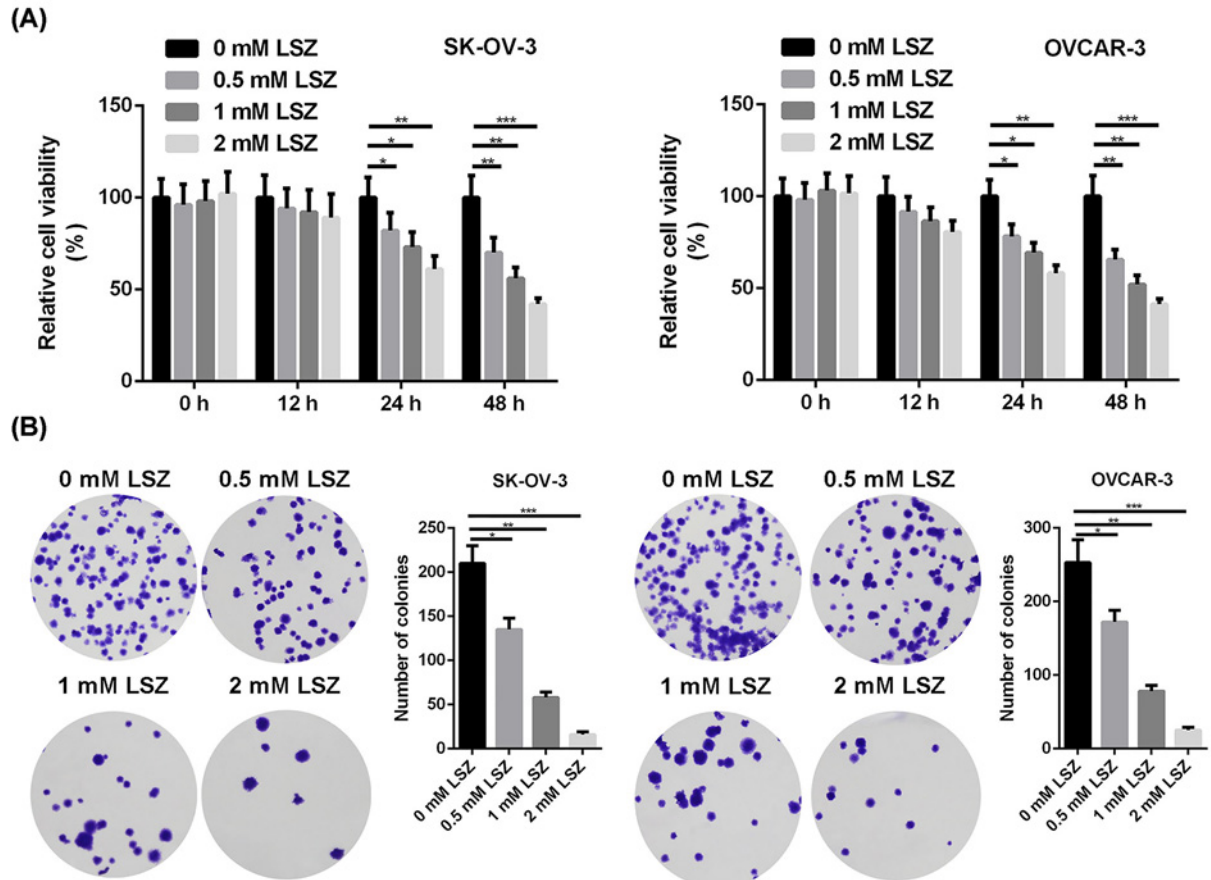 (A)
0 mM LSZ
0.5 mM LSZ
1 mM LSZ
2 mM LSZ
SK-OV-3
Relative cell viability
(%)
150
100
50
0
** 
*
*
***
**
**
0 h
12 h
24 h
48 h
0 mM LSZ
0.5 mM LSZ
1 mM LSZ
2 mM LSZ
OVCAR-3
Relative cell viability
(%)
150
100
50
0
**
*
*
***
**
**
0 h
12 h
24 h
48 h
(B)
0 mM LSZ
0.5 mM LSZ
1 mM LSZ
2 mM LSZ
SK-OV-3
Number of colonies
250
200
150
100
50
0
***
**
*
0 mM LSZ
0.5 mM LSZ
1 mM LSZ
2 mM LSZ
0 mM LSZ
0.5 mM LSZ
1 mM LSZ
2 mM LSZ
OVCAR-3
Number of colonies
300
200
100
0
***
**
*
0 mM LSZ
0.5 mM LSZ
1 mM LSZ
2 mM LSZ